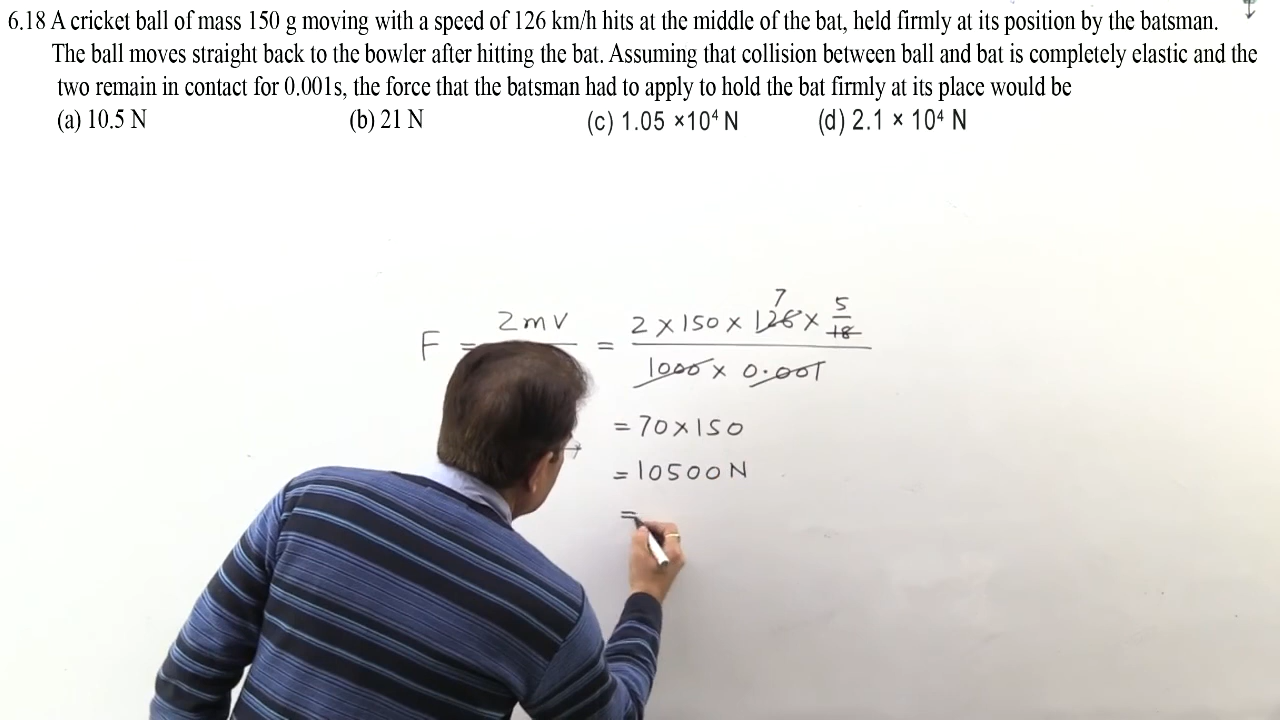 6.18 A cricket ball of mass 150 g moving with a speed of 126 km/h hits at the middle of the bat, held firmly at its position by the batsman.
The ball moves straight back to the bowler after hitting the bat. Assuming that collision between ball and bat is completely elastic and the
two remain in contact for 0.001s, the force that the batsman had to apply to hold the bat firmly at its place would be
(a) 10.5 N (b) 21 N (c) 1.05 ×10⁴ N (d) 2.1 × 10⁴ N
7 5
2mv 2 × 150 × 126 × 18
F = =
1000 × 0.001
= 70×150
= 10500 N
=